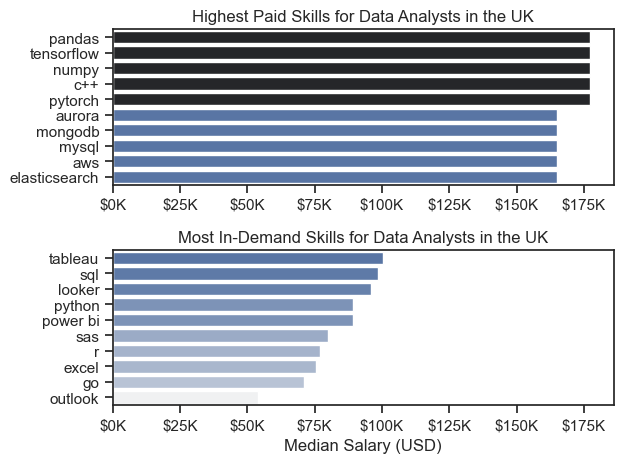 Highest Paid Skills for Data Analysts in the UK
pandas
tensorflow
numpy
c++
pytorch
aurora
mongodb
mysql
aws
elasticsearch
$0K $25K $50K $75K $100K $125K $150K $175K
Most In-Demand Skills for Data Analysts in the UK
tableau
sql
looker
python
power bi
sas
r
excel
go
outlook
$0K $25K $50K $75K $100K $125K $150K $175K
Median Salary (USD)